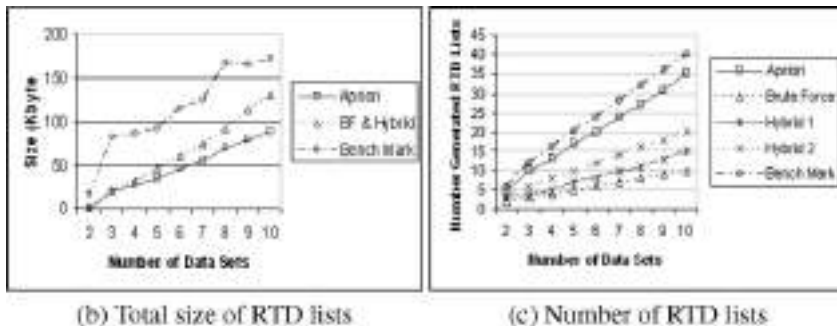 200
150
100
50
0
Size (Kbyte
2 3 4 5 6 7 8 9 10
Number of Data Sets
Apriori
BF & Hybrid
Bench Mark
(b) Total size of RTD lists
45
40
35
30
25
20
15
10
5
0
Number Generated RTD Lists
2 3 4 5 6 7 8 9 10
Number of Data Sets
Apriori
Brute Force
Hybrid 1
Hybrid 2
Bench Mark
(c) Number of RTD lists